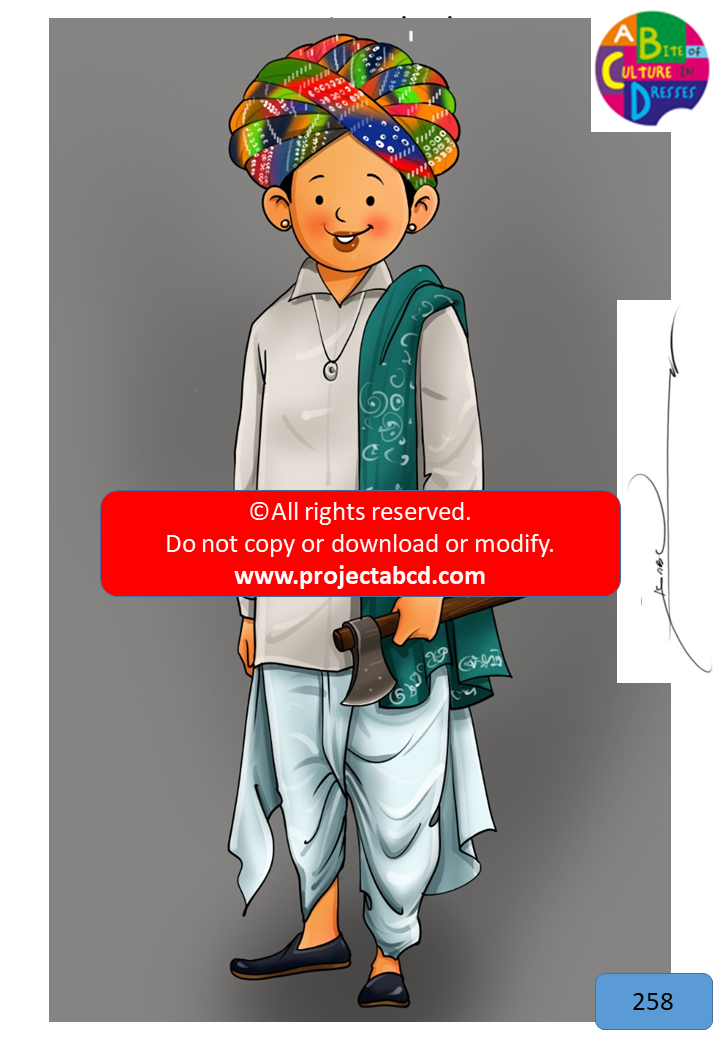 A BITE OF
CULTURE IN
DRESSES
©All rights reserved.
Do not copy or download or modify.
www.projectabcd.com
258